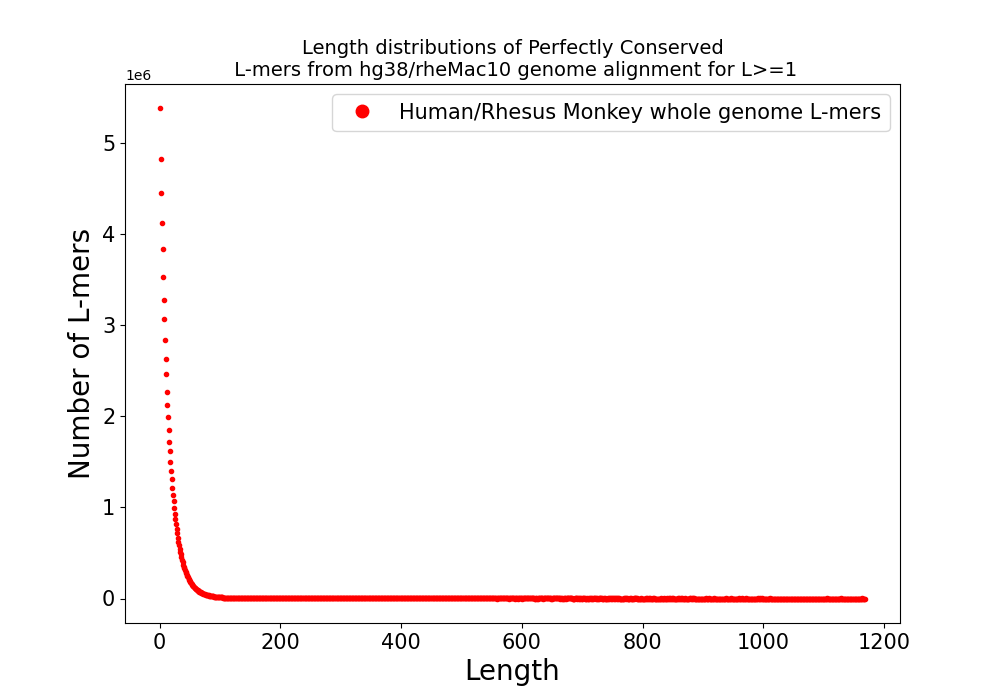 Length distributions of Perfectly Conserved
L-mers from hg38/rheMac10 genome alignment for L>=1
1e6
Human/Rhesus Monkey whole genome L-mers
5
4
3
2
1
0
Number of L-mers
0 200 400 600 800 1000 1200
Length